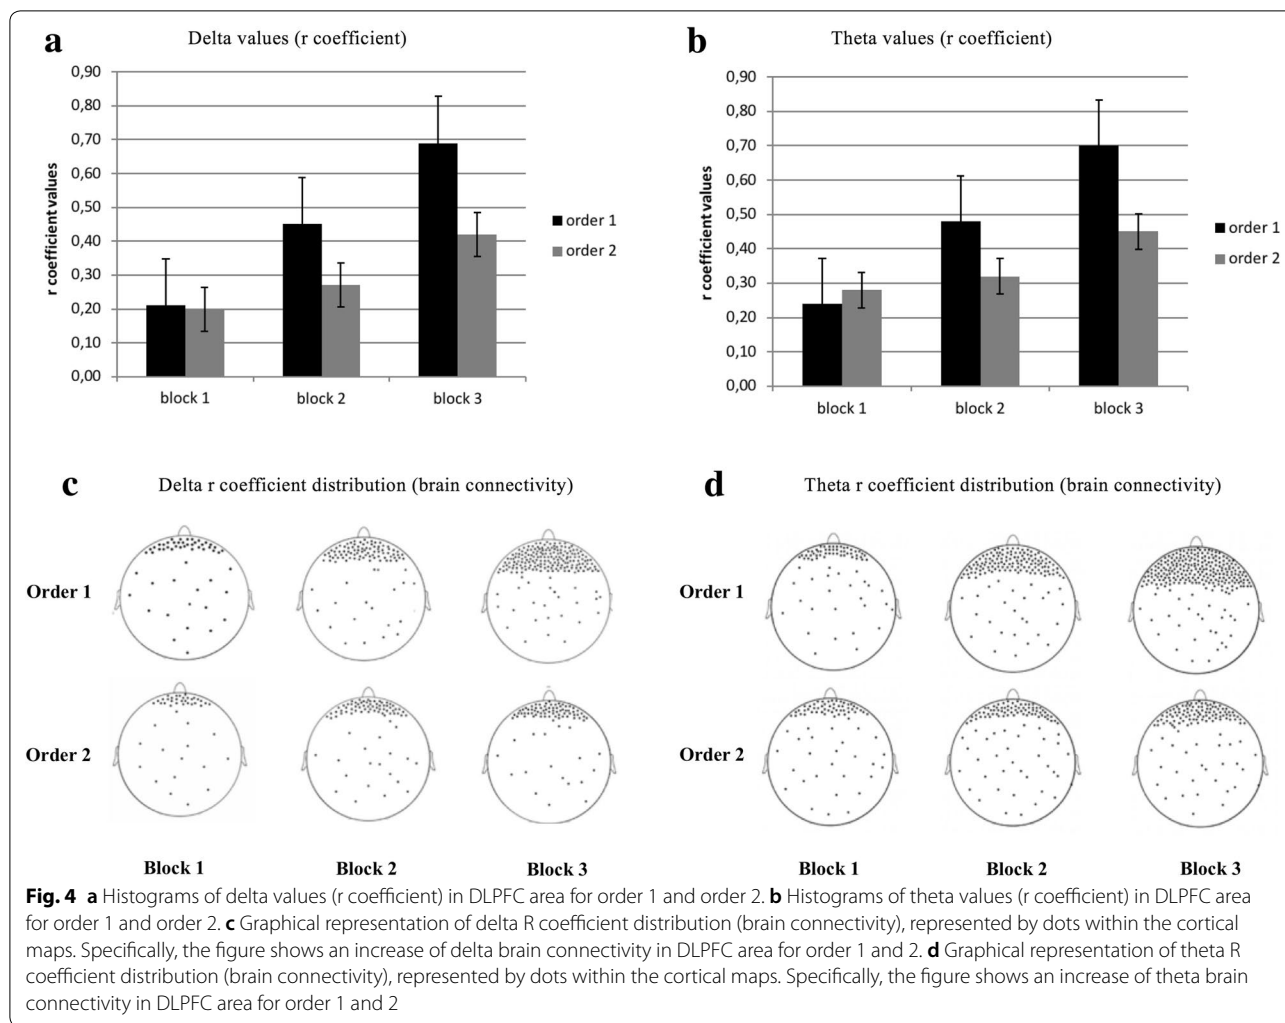 a Delta values (r coefficient)
0,90
0,80
0,70
0,60
0,50
0,40
0,30
0,20
0,10
0,00
r coefficient values
block 1 block 2 block 3
order 1
order 2
b Theta values (r coefficient)
0,90
0,80
0,70
0,60
0,50
0,40
0,30
0,20
0,10
0,00
r coefficient values
block 1 block 2 block 3
order 1
order 2
c Delta r coefficient distribution (brain connectivity)
Order 1
Order 2
Block 1 Block 2 Block 3
d Theta r coefficient distribution (brain connectivity)
Order 1
Order 2
Block 1 Block 2 Block 3
Fig. 4 a Histograms of delta values (r coefficient) in DLPFC area for order 1 and order 2. b Histograms of theta values (r coefficient) in DLPFC area
for order 1 and order 2. c Graphical representation of delta R coefficient distribution (brain connectivity), represented by dots within the cortical
maps. Specifically, the figure shows an increase of delta brain connectivity in DLPFC area for order 1 and 2. d Graphical representation of theta R
coefficient distribution (brain connectivity), represented by dots within the cortical maps. Specifically, the figure shows an increase of theta brain
connectivity in DLPFC area for order 1 and 2